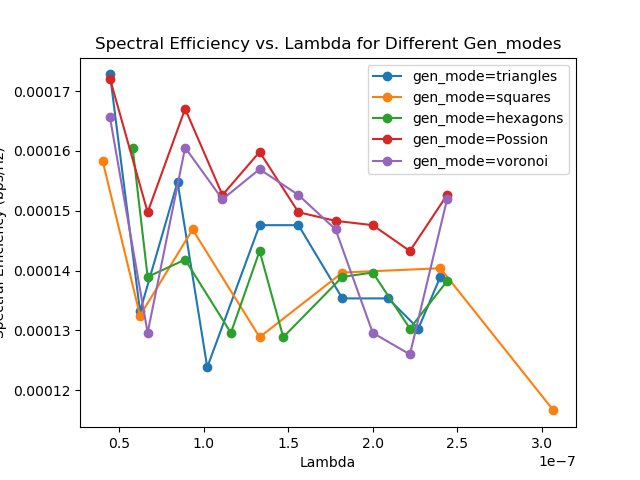 Spectral Efficiency vs. Lambda for Different Gen_modes
gen_mode=triangles
gen_mode=squares
gen_mode=hexagons
gen_mode=Possion
gen_mode=voronoi
0.00017
0.00016
0.00015
0.00014
0.00013
0.00012
0.5
1.0
1.5
2.0
2.5
3.0
1e−7
Lambda